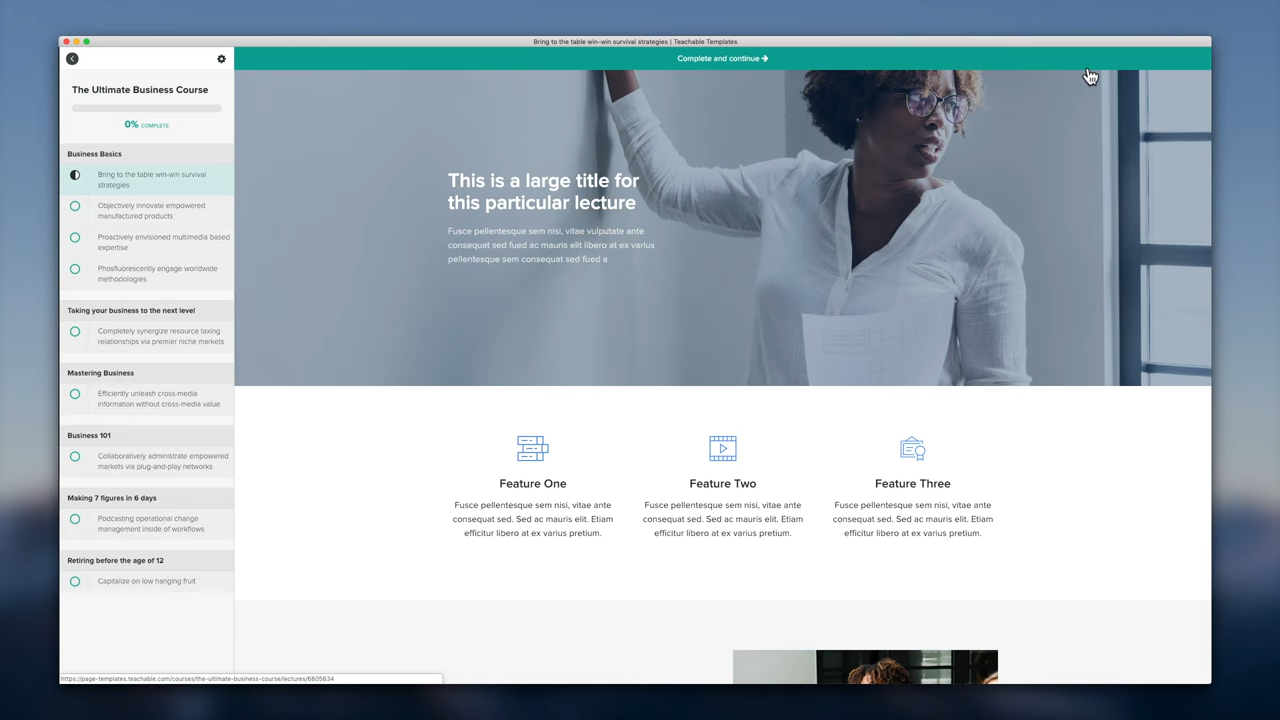 Bring to the table win-win survival strategies | Teachable Templates
Complete and continue
The Ultimate Business Course
0% COMPLETE
Business Basics
Bring to the table win-win survival
strategies
Objectively innovate empowered
manufactured products
Proactively envisioned multimedia based
expertise
Phosfluorescently engage worldwide
methodologies
Taking your business to the next level
Completely synergize resource taxing
relationships via premier niche markets
Mastering Business
Efficiently unleash cross-media
information without cross-media value
Business 101
Collaboratively administrate empowered
markets via plug-and-play networks
Making 7 figures in 6 days
Podcasting operational change
management inside of workflows
Retiring before the age of 12
Capitalize on low hanging fruit
https://page-templates.teachable.com/courses/the-ultimate-business-course/lectures/6805634
This is a large title for
this particular lecture
Fusce pellentesque sem nisi, vitae vulputate ante
consequat sed fued ac mauris elit libero at ex varius
pellentesque sem consequat sed fued a
Feature One
Fusce pellentesque sem nisi, vitae ante
consequat sed. Sed ac mauris elit. Etiam
efficitur libero at ex varius pretium.
Feature Two
Fusce pellentesque sem nisi, vitae ante
consequat sed. Sed ac mauris elit. Etiam
efficitur libero at ex varius pretium.
Feature Three
Fusce pellentesque sem nisi, vitae ante
consequat sed. Sed ac mauris elit. Etiam
efficitur libero at ex varius pretium.